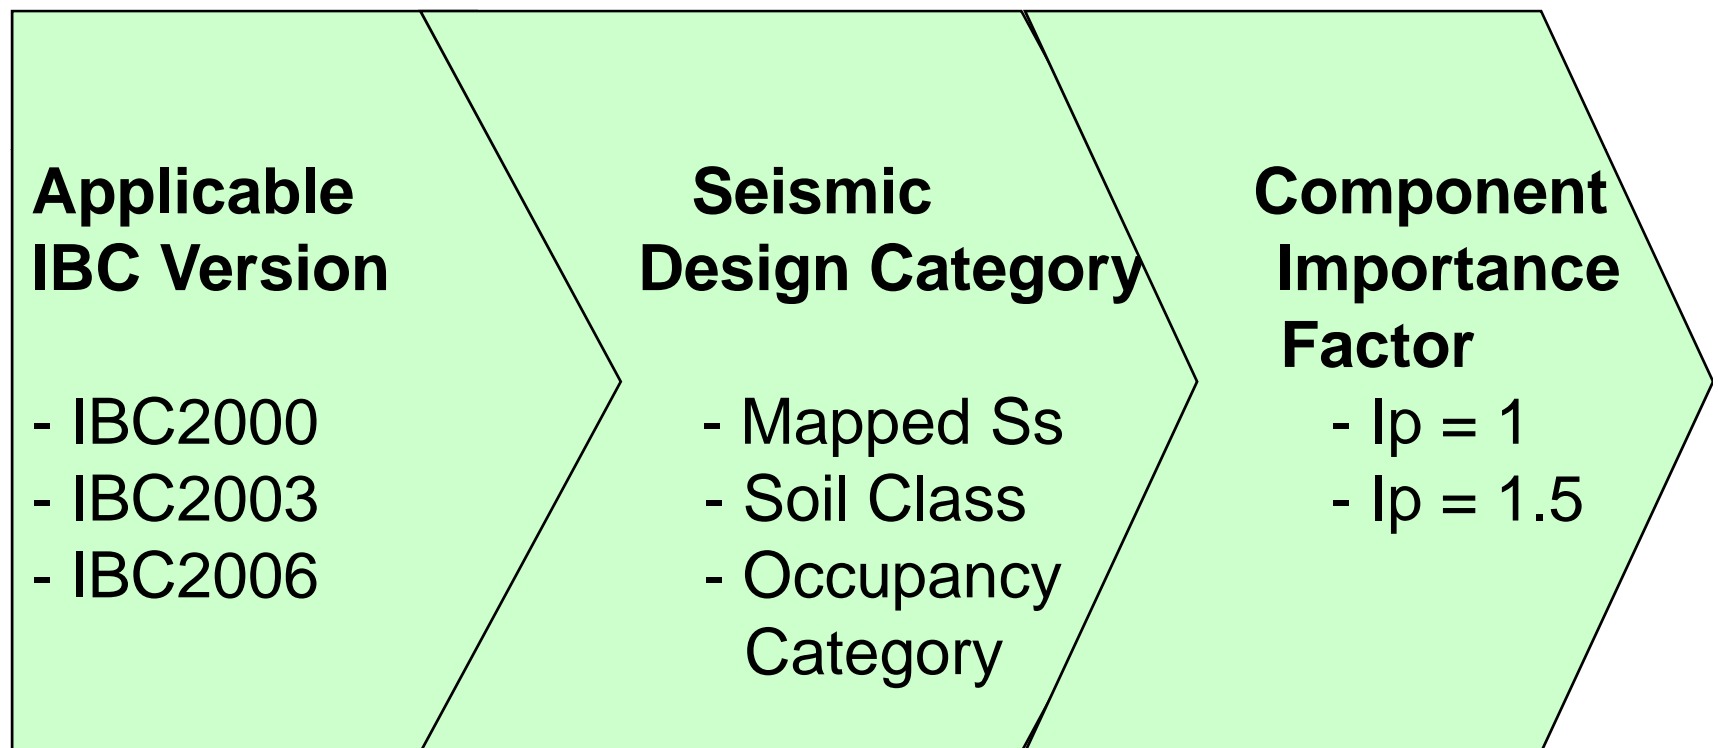 Applicable
IBC Version
- IBC2000
- IBC2003
- IBC2006
Seismic
Design Category
- Mapped Ss
- Soil Class
- Occupancy
Category
Component
Importance
Factor
- Ip = 1
- Ip = 1.5